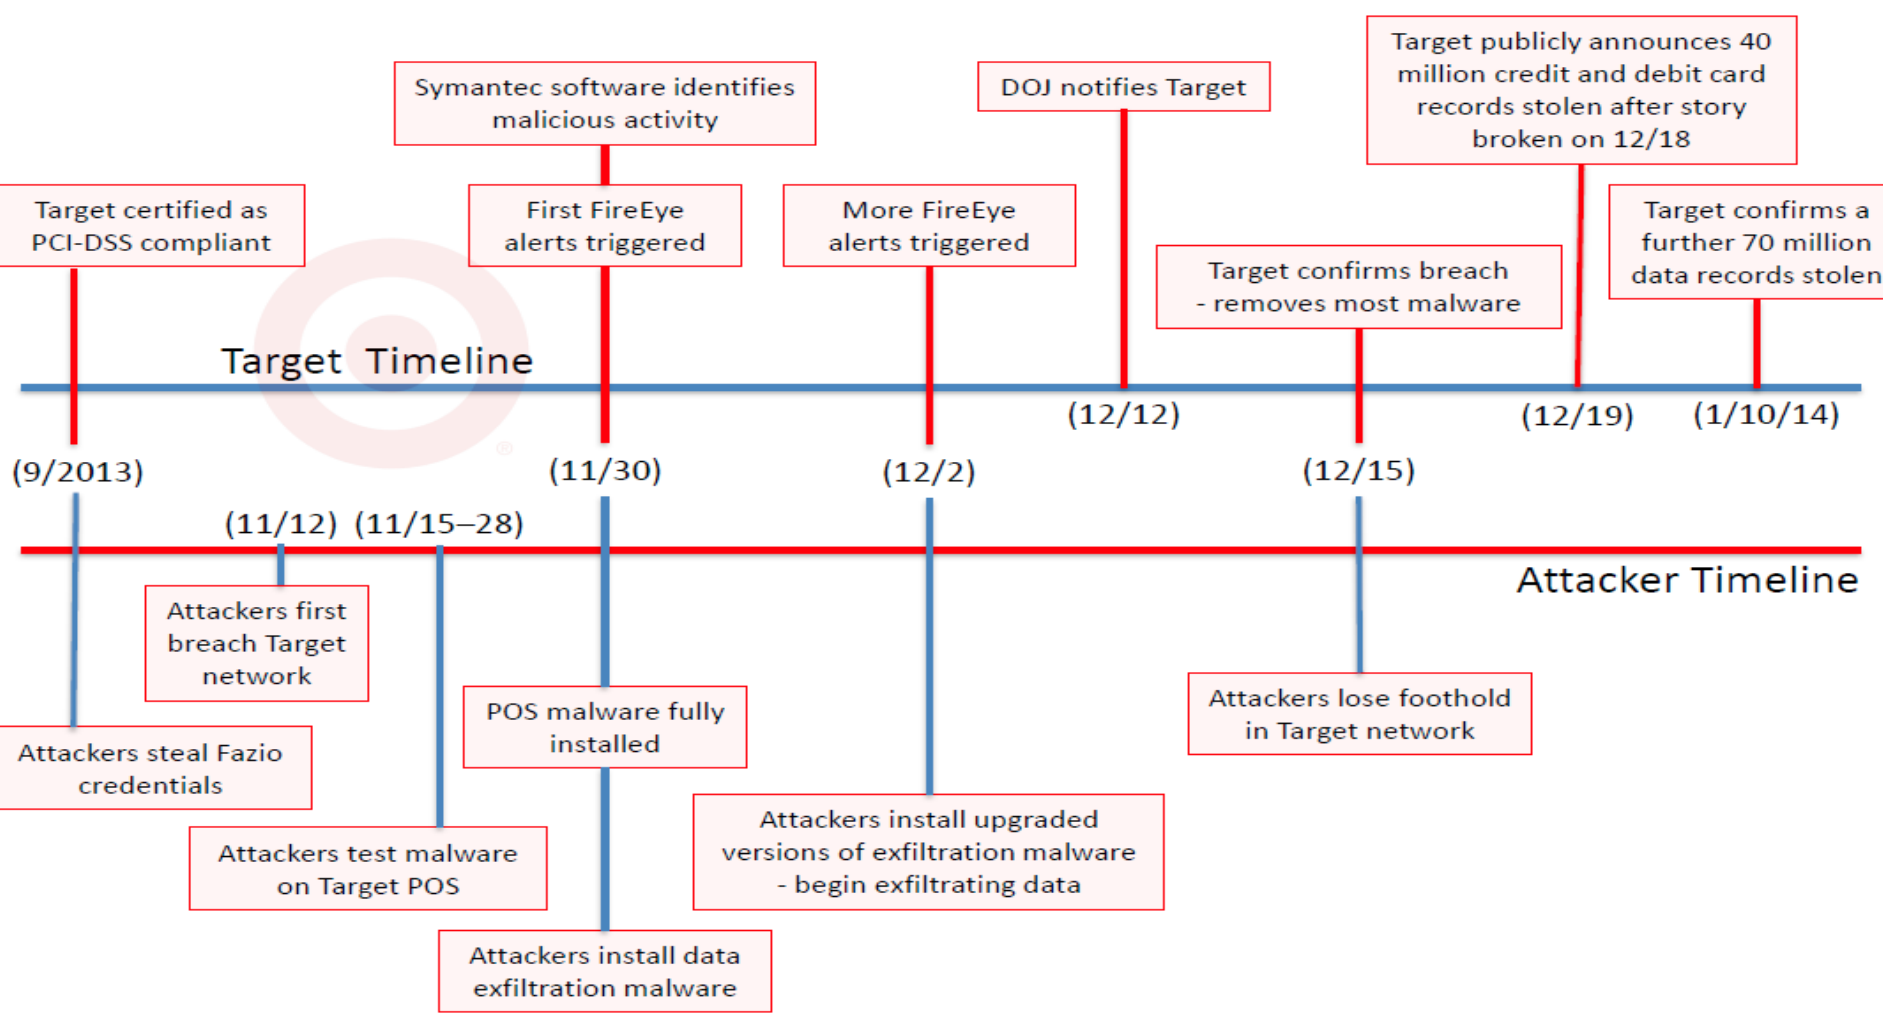 Target publicly announces 40
million credit and debit card
records stolen after story
broken on 12/18
Symantec software identifies
malicious activity
DOJ notifies Target
Target certified as
PCI-DSS compliant
First FireEye
alerts triggered
More FireEye
alerts triggered
Target confirms breach
- removes most malware
Target confirms a
further 70 million
data records stolen
Target Timeline
(12/12)
(12/19)
(1/10/14)
®
(9/2013)
(11/30)
(12/2)
(12/15)
(11/12)
(11/15–28)
Attacker Timeline
Attackers first
breach Target
network
Attackers steal Fazio
credentials
Attackers test malware
on Target POS
POS malware fully
installed
Attackers install data
exfiltration malware
Attackers install upgraded
versions of exfiltration malware
- begin exfiltrating data
Attackers lose foothold
in Target network